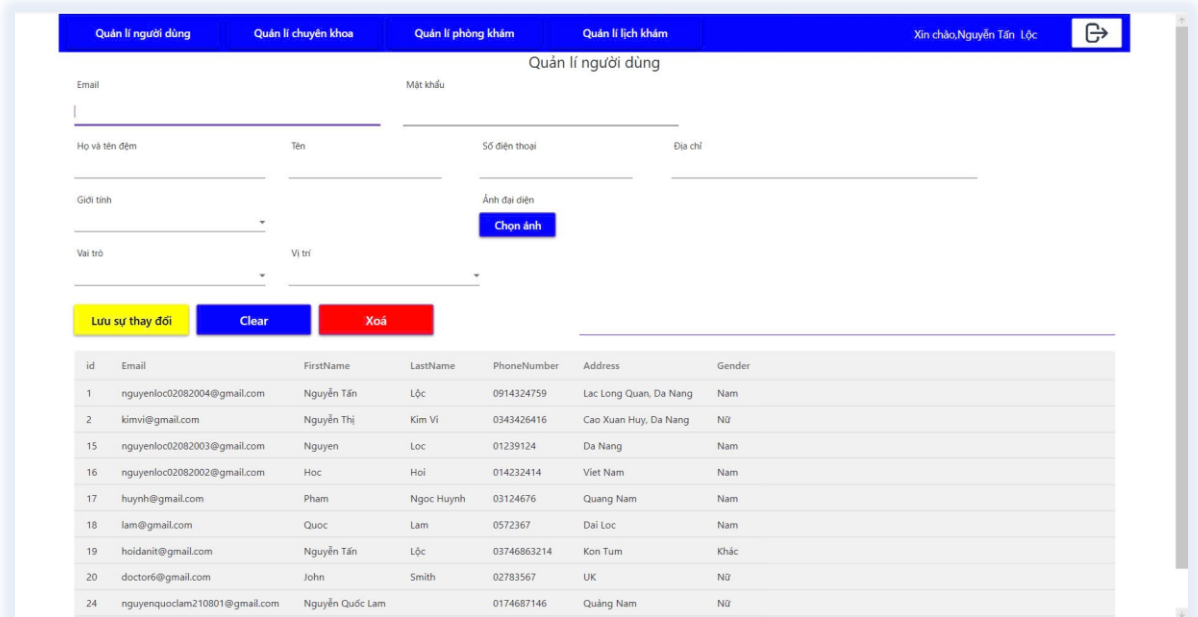 Quản lí người dùng Quản lí chuyên khoa Quản lí phòng khám Quản lí lịch khám Xin chào,Nguyễn Tấn Lộc
Quản lí người dùng
Email Mật khẩu
Họ và tên đệm Tên Số điện thoại Địa chỉ
Giới tính Ảnh đại diện
Chọn ảnh
Vai trò Vị trí
Lưu sự thay đổi Clear Xoá
id Email FirstName LastName PhoneNumber Address Gender
1 nguyenloc02082004@gmail.com Nguyễn Tấn Lộc 0914324759 Lac Long Quan, Da Nang Nam
2 kimvi@gmail.com Nguyễn Thị Kim Vi 0343426416 Cao Xuan Huy, Da Nang Nữ
15 nguyenloc02082003@gmail.com Nguyen Loc 01239124 Da Nang Nam
16 nguyenloc02082002@gmail.com Hoc Hoi 014232414 Viet Nam Nam
17 huynh@gmail.com Pham Ngoc Huynh 03124676 Quang Nam Nam
18 lam@gmail.com Quoc Lam 0572367 Dai Loc Nam
19 hoidanit@gmail.com Nguyễn Tấn Lộc 03746863214 Kon Tum Khác
20 doctor6@gmail.com John Smith 02783567 UK Nữ
24 nguyenquoclam210801@gmail.com Nguyễn Quốc Lam 0174687146 Quảng Nam Nữ